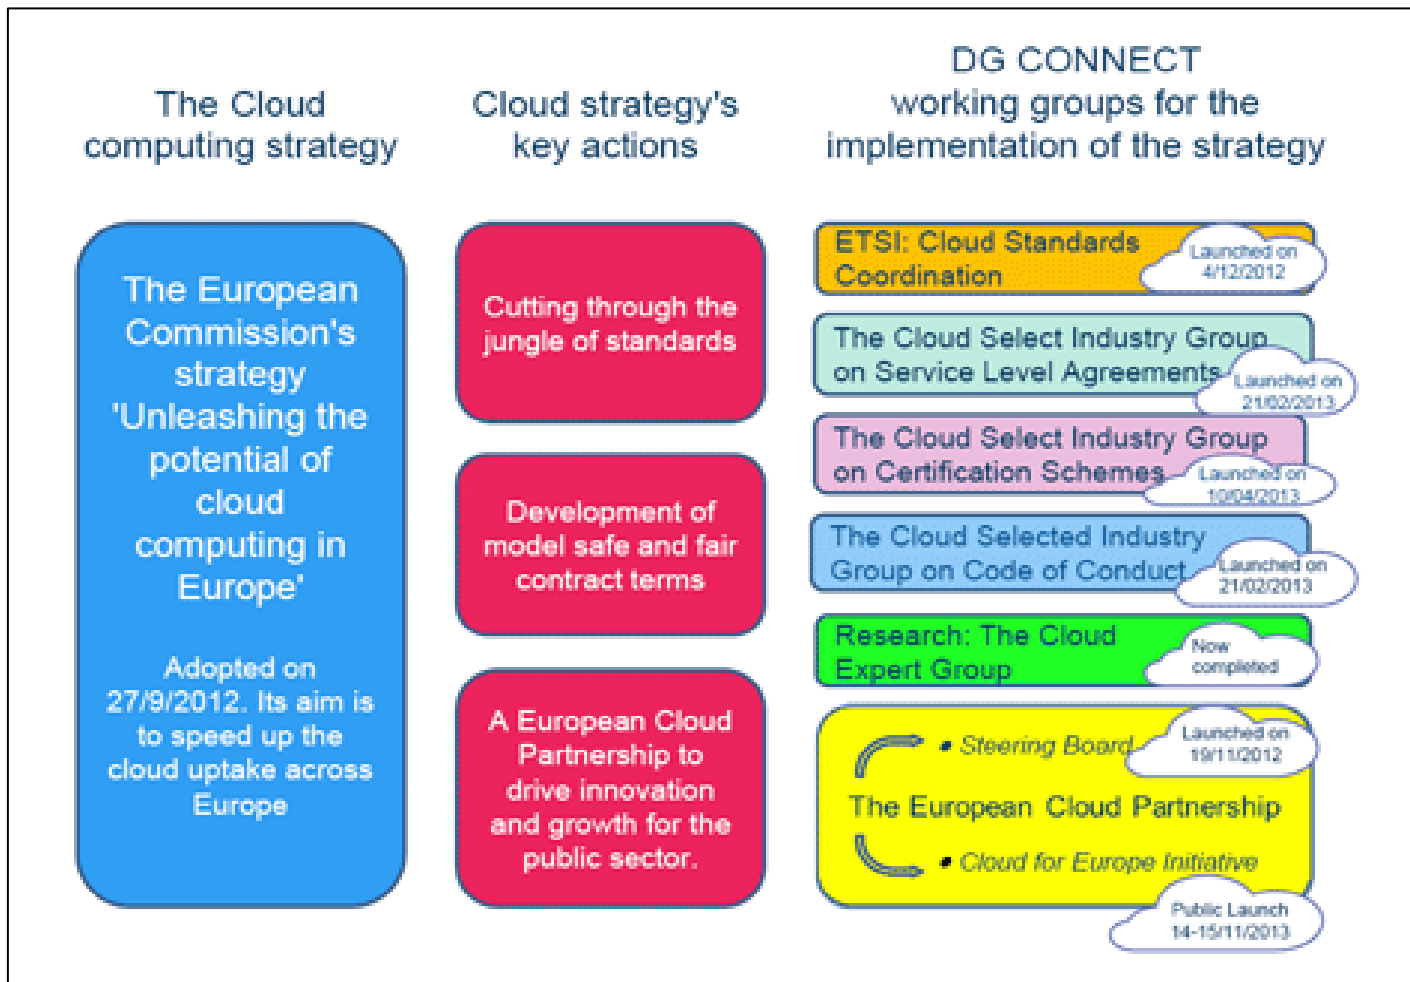 The Cloud
computing strategy
Cloud strategy's
key actions
DG CONNECT
working groups for the
implementation of the strategy
The European
Commission's
strategy
'Unleashing the
potential of
cloud
computing in
Europe'
Adopted on
27/9/2012. Its aim is
to speed up the
cloud uptake across
Europe
Cutting through the
jungle of standards
Development of
model safe and fair
contract terms
A European Cloud
Partnership to
drive innovation
and growth for the
public sector.
ETSI: Cloud Standards
Coordination
Launched on
4/12/2012
The Cloud Select Industry Group
on Service Level Agreements
Launched on
21/02/2013
The Cloud Select Industry Group
on Certification Schemes
Launched on
10/04/2013
The Cloud Selected Industry
Group on Code of Conduct
Launched on
21/02/2013
Research: The Cloud
Expert Group
Now
completed
• Steering Board
Launched on
19/11/2012
The European Cloud Partnership
• Cloud for Europe Initiative
Public Launch
14-15/11/2013